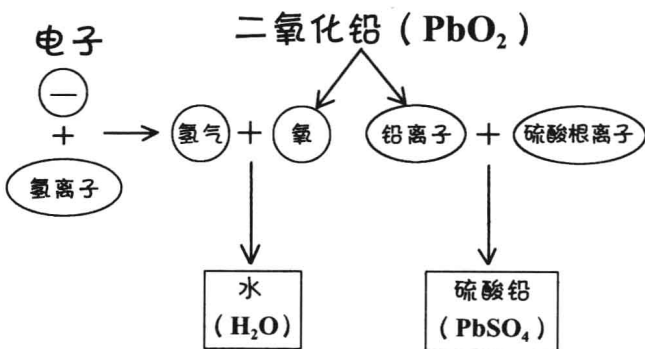 电子
二氧化铅（PbO₂）
—
+
氢离子
氢气 + 氧
铅离子 + 硫酸根离子
水
（H₂O）
硫酸铅
（PbSO₄）